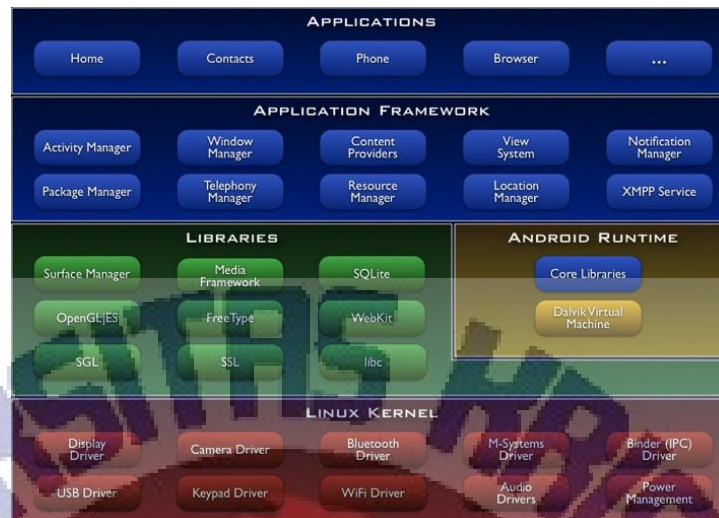 APPLICATIONS
Home Contacts Phone Browser ...
APPLICATION FRAMEWORK
Activity Manager Window Manager Content Providers View System Notification Manager
Package Manager Telephony Manager Resource Manager Location Manager XMPP Service
LIBRARIES
Surface Manager Media Framework SQLite
OpenGL|ES FreeType WebKit
SGL SSL libc
ANDROID RUNTIME
Core Libraries
Dalvik Virtual Machine
LINUX KERNEL
Display Driver Camera Driver Bluetooth Driver M-Systems Driver Binder (IPC) Driver
USB Driver Keypad Driver WiFi Driver Audio Drivers Power Management